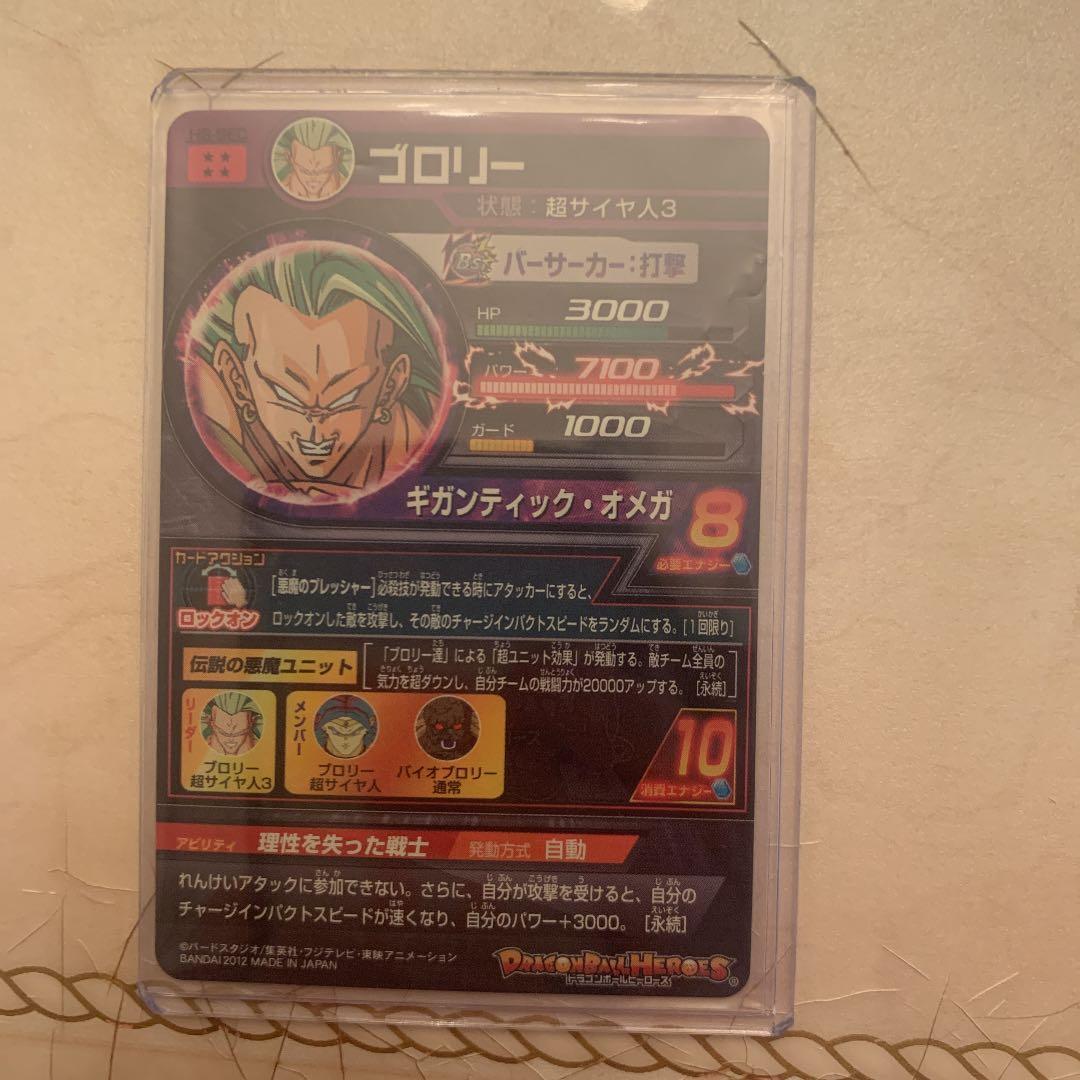 H8-SEC
ブロリー
状態：超サイヤ人3
Bs バーサーカー：打撃
HP 3000
パワー 7100
ガード 1000
ギガンティック・オメガ 8
必要エナジー
カードアクション
ロックオン
[悪魔のプレッシャー]必殺技が発動できる時にアタッカーにすると、
ロックオンした敵を攻撃し、その敵のチャージインパクトスピードをランダムにする。[1回限り]
伝説の悪魔ユニット
「ブロリー達」による「超ユニット効果」が発動する。敵チーム全員の
気力を超ダウンし、自分チームの戦闘力が20000アップする。[永続]
リーダー
ブロリー
超サイヤ人3
メンバー
ブロリー
超サイヤ人
バイオブロリー
通常
10
消費エナジー
アビリティ 理性を失った戦士 発動方式 自動
れんけいアタックに参加できない。さらに、自分が攻撃を受けると、自分の
チャージインパクトスピードが速くなり、自分のパワー+3000。[永続]
©バードスタジオ/集英社・フジテレビ・東映アニメーション
BANDAI 2012 MADE IN JAPAN
DRAGONBALL HEROES
ドラゴンボールヒーローズ